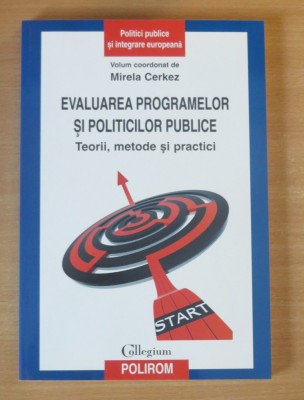 Politici publice
și integrare europeană
Volum coordonat de
Mirela Cerkez
EVALUAREA PROGRAMELOR
ȘI POLITICILOR PUBLICE
Teorii, metode și practici
START
Collegium
POLIROM